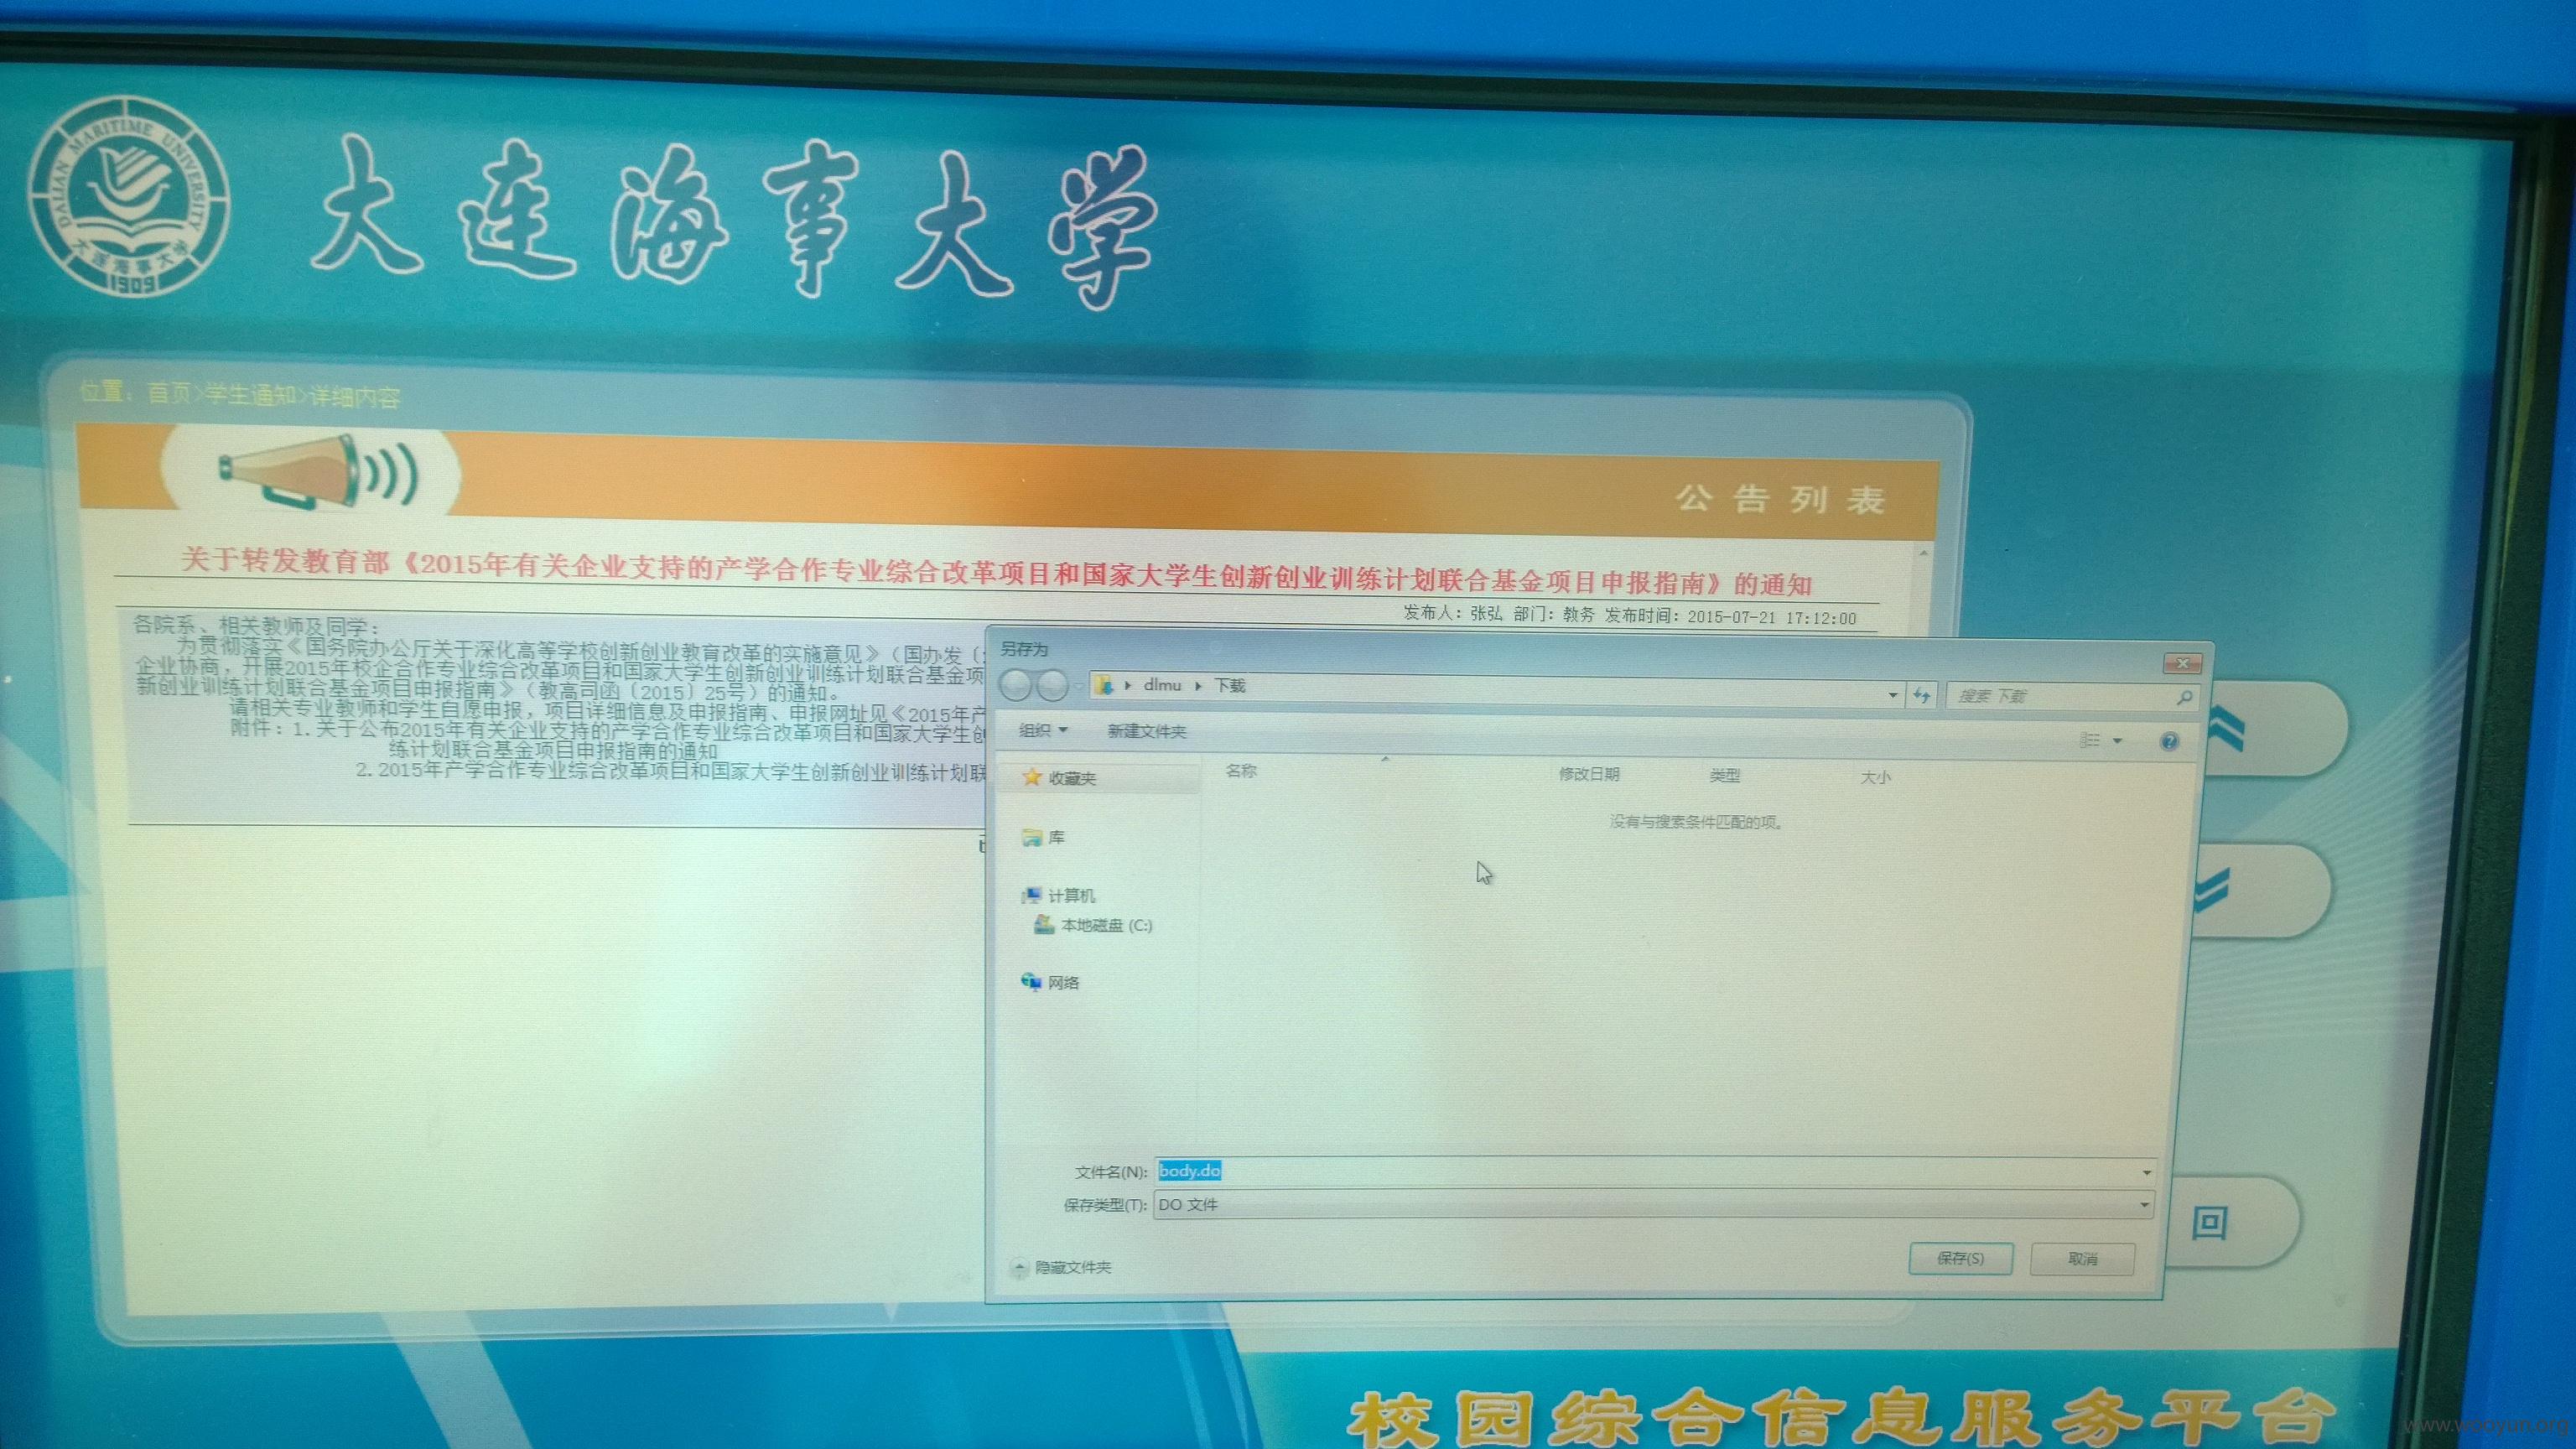 DALIAN MARITIME UNIVERSITY
大连海事大学
1909
大连海事大学
位置：首页>学生通知>详细内容
公告列表
关于转发教育部《2015年有关企业支持的产学合作专业综合改革项目和国家大学生创新创业训练计划联合基金项目申报指南》的通知
发布人：张弘 部门：教务 发布时间：2015-07-21 17:12:00
各院系、相关教师及同学：
为贯彻落实《国务院办公厅关于深化高等学校创新创业教育改革的实施意见》（国办发〔
企业协商，开展2015年校企合作专业综合改革项目和国家大学生创新创业训练计划联合基金项
新创业训练计划联合基金项目申报指南》（教高司函〔2015〕25号）的通知。
请相关专业教师和学生自愿申报，项目详细信息及申报指南、申报网址见《2015年产
附件：1.关于公布2015年有关企业支持的产学合作专业综合改革项目和国家大学生创
练计划联合基金项目申报指南的通知
2.2015年产学合作专业综合改革项目和国家大学生创新创业训练计划联
另存为
dlmu 下载
搜索 下载
组织 新建文件夹
名称 修改日期 类型 大小
没有与搜索条件匹配的项。
收藏夹
库
计算机
本地磁盘 (C:)
网络
文件名(N): body.do
保存类型(T): DO 文件
隐藏文件夹
保存(S) 取消
回
校园综合信息服务平台
www.wooyun.org